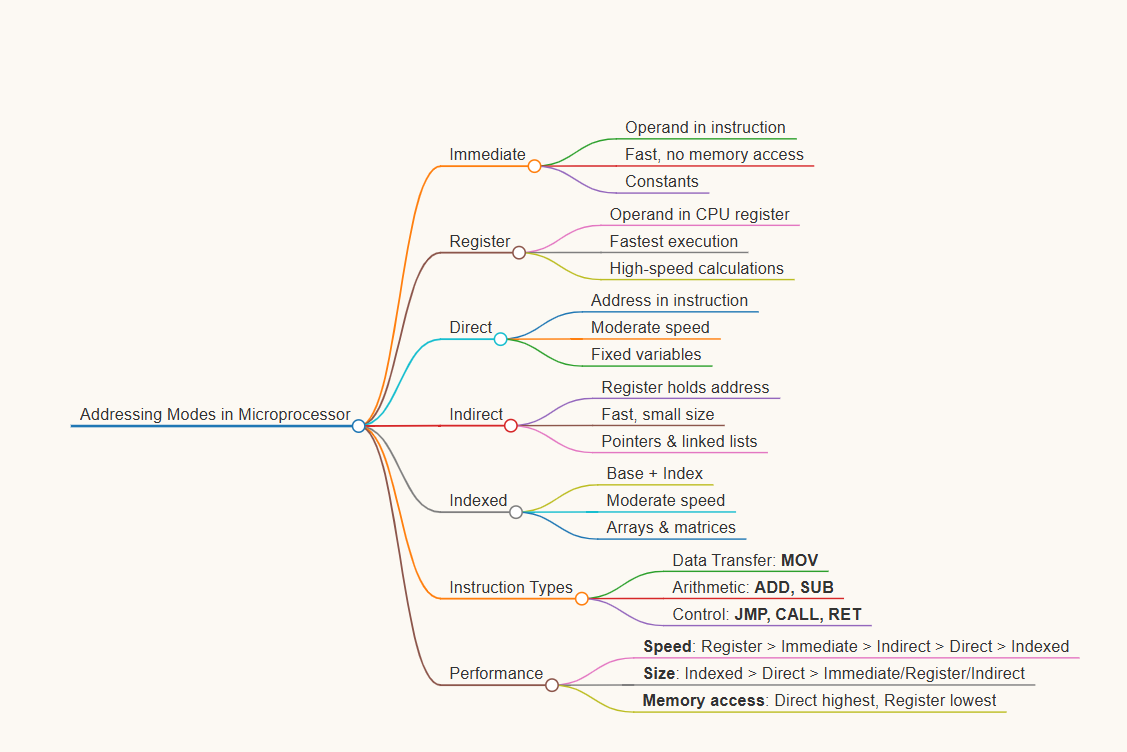 Addressing Modes in Microprocessor
Immediate
Operand in instruction
Fast, no memory access
Constants
Register
Operand in CPU register
Fastest execution
High-speed calculations
Direct
Address in instruction
Moderate speed
Fixed variables
Indirect
Register holds address
Fast, small size
Pointers & linked lists
Indexed
Base + Index
Moderate speed
Arrays & matrices
Instruction Types
Data Transfer: MOV
Arithmetic: ADD, SUB
Control: JMP, CALL, RET
Performance
Speed: Register > Immediate > Indirect > Direct > Indexed
Size: Indexed > Direct > Immediate/Register/Indirect
Memory access: Direct highest, Register lowest